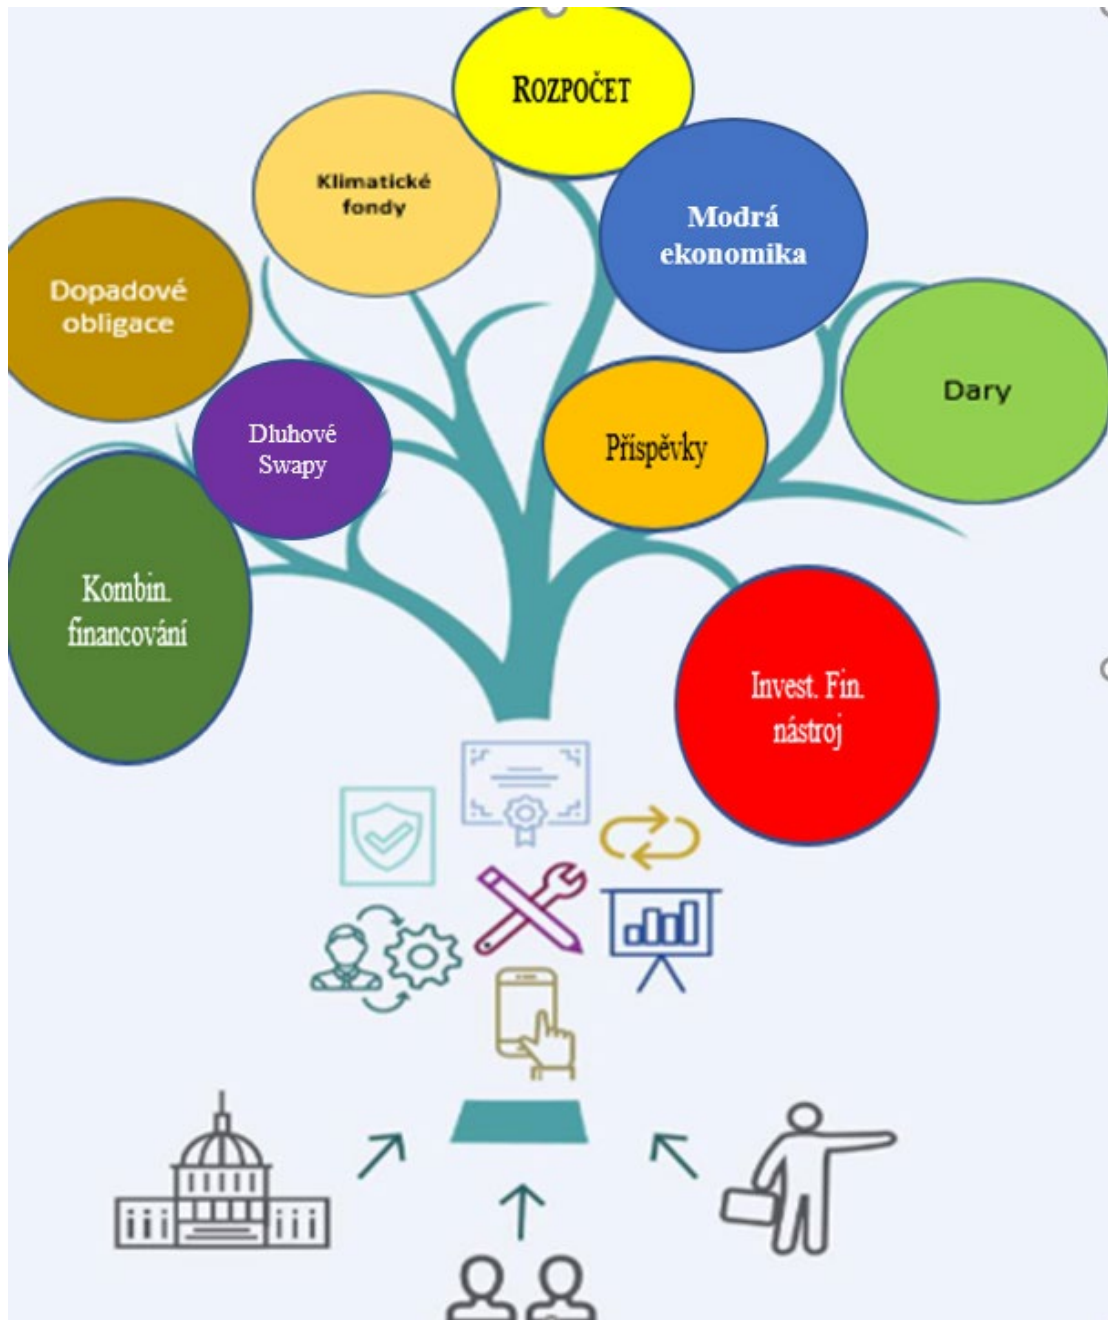 ROZPOČET
Klimatické
fondy
Modrá
ekonomika
Dopadové
obligace
Dary
Dluhové
Swapy
Příspěvky
Kombin.
financování
Invest. Fin.
nástroj